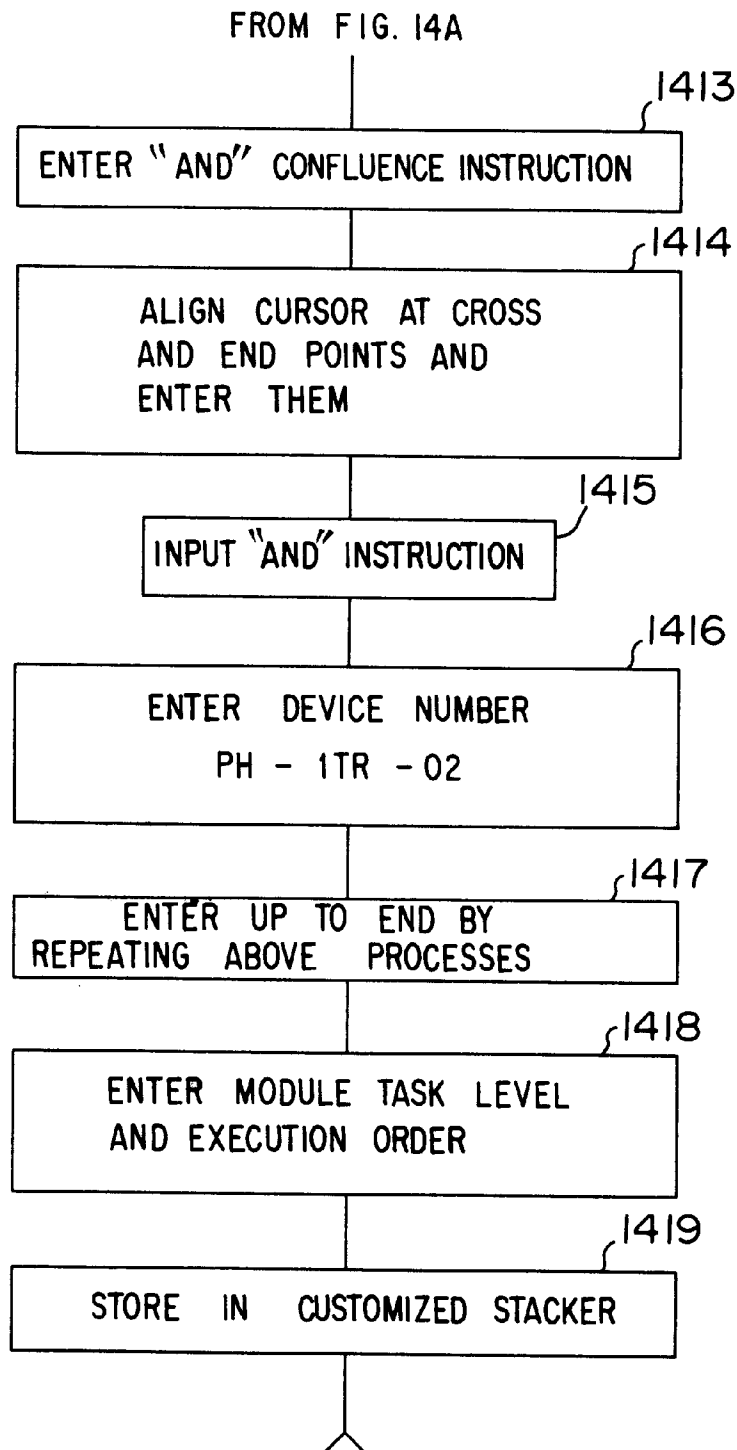 FROM FIG. 14A
1413
ENTER "AND" CONFLUENCE INSTRUCTION
1414
ALIGN CURSOR AT CROSS
AND END POINTS AND
ENTER THEM
1415
INPUT "AND" INSTRUCTION
1416
ENTER DEVICE NUMBER
PH - 1TR - 02
1417
ENTER UP TO END BY
REPEATING ABOVE PROCESSES
1418
ENTER MODULE TASK LEVEL
AND EXECUTION ORDER
1419
STORE IN CUSTOMIZED STACKER